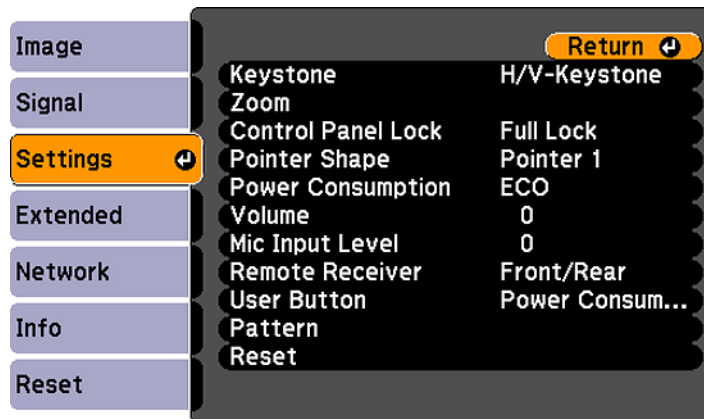 Image
Signal
Settings
Extended
Network
Info
Reset
Return
Keystone H/V-Keystone
Zoom
Control Panel Lock Full Lock
Pointer Shape Pointer 1
Power Consumption ECO
Volume 0
Mic Input Level 0
Remote Receiver Front/Rear
User Button Power Consum...
Pattern
Reset